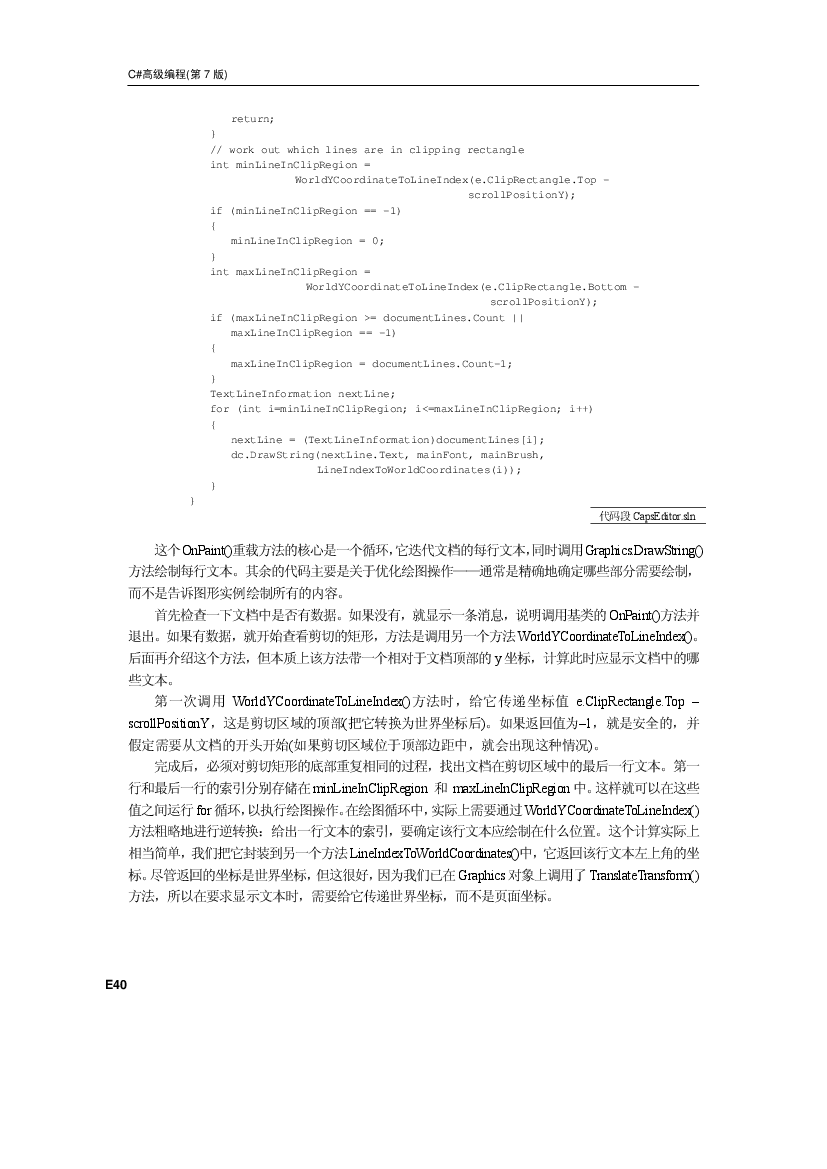 C#高级编程(第 7 版)
return;
}
// work out which lines are in clipping rectangle
int minLineInClipRegion =
WorldYCoordinateToLineIndex(e.ClipRectangle.Top -
scrollPositionY);
if (minLineInClipRegion == -1)
{
minLineInClipRegion = 0;
}
int maxLineInClipRegion =
WorldYCoordinateToLineIndex(e.ClipRectangle.Bottom -
scrollPositionY);
if (maxLineInClipRegion >= documentLines.Count ||
maxLineInClipRegion == -1)
{
maxLineInClipRegion = documentLines.Count-1;
}
TextLineInformation nextLine;
for (int i=minLineInClipRegion; i<=maxLineInClipRegion; i++)
{
nextLine = (TextLineInformation)documentLines[i];
dc.DrawString(nextLine.Text, mainFont, mainBrush,
LineIndexToWorldCoordinates(i));
}
}
代码段 CapsEditor.sln
这个 OnPaint()重载方法的核心是一个循环，它迭代文档的每行文本，同时调用 Graphics.DrawString()
方法绘制每行文本。其余的代码主要是关于优化绘图操作——通常是精确地确定哪些部分需要绘制，
而不是告诉图形实例绘制所有的内容。
首先检查一下文档中是否有数据。如果没有，就显示一条消息，说明调用基类的 OnPaint()方法并
退出。如果有数据，就开始查看剪切的矩形，方法是调用另一个方法 WorldYCoordinateToLineIndex()。
后面再介绍这个方法，但本质上该方法带一个相对于文档顶部的 y 坐标，计算此时应显示文档中的哪
些文本。
第一次调用 WorldYCoordinateToLineIndex()方法时，给它传递坐标值 e.ClipRectangle.Top –
scrollPositionY，这是剪切区域的顶部(把它转换为世界坐标后)。如果返回值为–1，就是安全的，并
假定需要从文档的开头开始(如果剪切区域位于顶部边距中，就会出现这种情况)。
完成后，必须对剪切矩形的底部重复相同的过程，找出文档在剪切区域中的最后一行文本。第一
行和最后一行的索引分别存储在 minLineInClipRegion 和 maxLineInClipRegion 中。这样就可以在这些
值之间运行 for 循环，以执行绘图操作。在绘图循环中，实际上需要通过 WorldYCoordinateToLineIndex()
方法粗略地进行逆转换：给出一行文本的索引，要确定该行文本应绘制在什么位置。这个计算实际上
相当简单，我们把它封装到另一个方法 LineIndexToWorldCoordinates()中，它返回该行文本左上角的坐
标。尽管返回的坐标是世界坐标，但这很好，因为我们已在 Graphics 对象上调用了 TranslateTransform()
方法，所以在要求显示文本时，需要给它传递世界坐标，而不是页面坐标。
E40